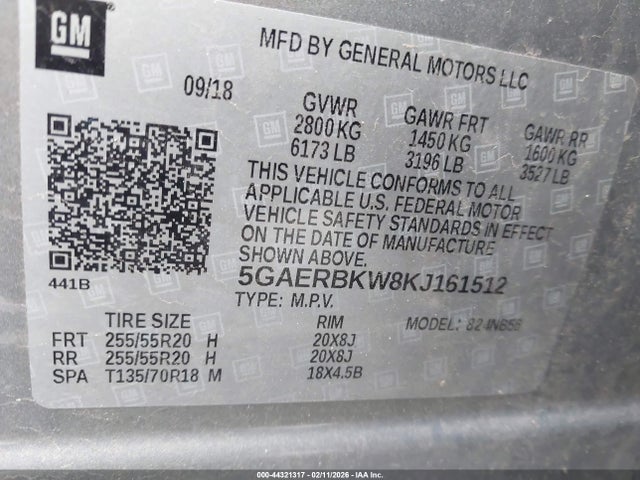 GM
MFD BY GENERAL MOTORS LLC
09/18
GVWR GAWR FRT GAWR RR
2800 KG 1450 KG 1600 KG
6173 LB 3196 LB 3527 LB
THIS VEHICLE CONFORMS TO ALL
APPLICABLE U.S. FEDERAL MOTOR
VEHICLE SAFETY STANDARDS IN EFFECT
ON THE DATE OF MANUFACTURE
SHOWN ABOVE.
441B
5GAERBKW8KJ161512
TYPE: M.P.V.
TIRE SIZE RIM MODEL: 824NB56
FRT 255/55R20 H 20X8J
RR 255/55R20 H 20X8J
SPA T135/70R18 M 18X4.5B
000-44321317 - 02/11/2026 - IAA Inc.